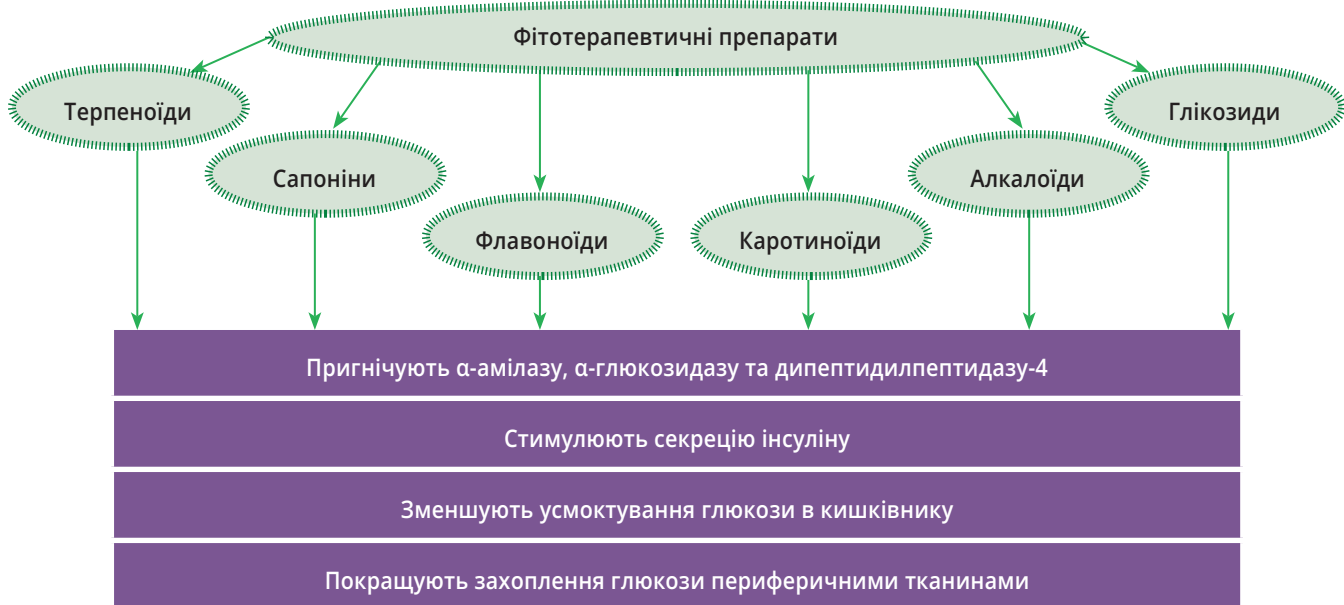 Фітотерапевтичні препарати
Терпеноїди
Глікозиди
Сапоніни
Алкалоїди
Флавоноїди
Каротиноїди
Пригнічують α-амілазу, α-глюкозидазу та дипептидилпептидазу-4
Стимулюють секрецію інсуліну
Зменшують усмоктування глюкози в кишківнику
Покращують захоплення глюкози периферичними тканинами